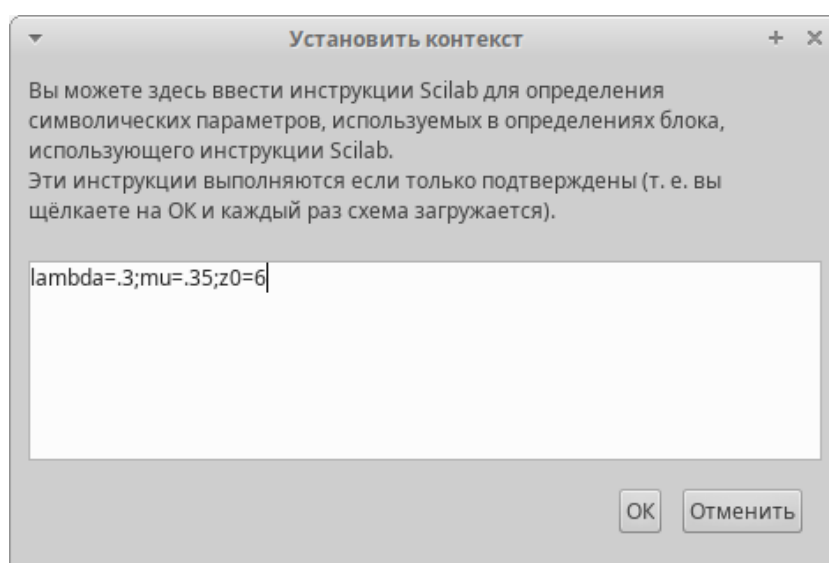 Установить контекст
Вы можете здесь ввести инструкции Scilab для определения
символических параметров, используемых в определениях блока,
использующего инструкции Scilab.
Эти инструкции выполняются если только подтверждены (т. е. вы
щёлкаете на ОК и каждый раз схема загружается).
lambda=.3;mu=.35;z0=6
ОК Отменить